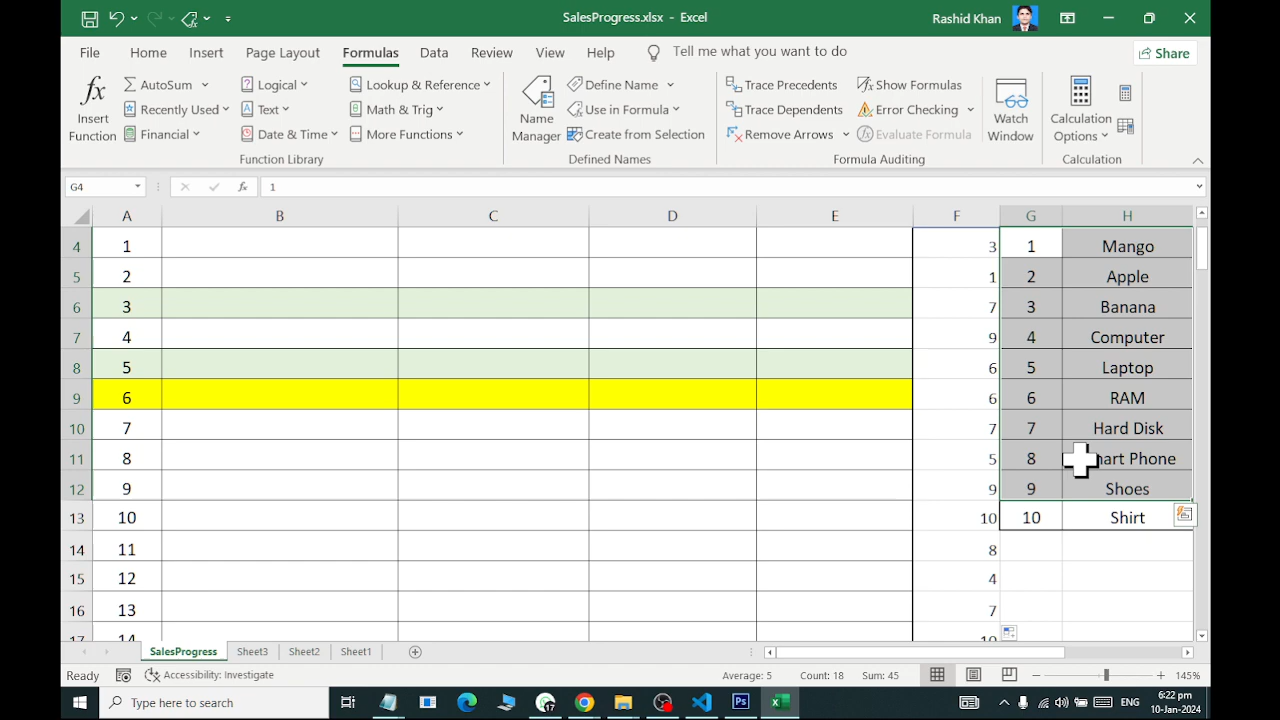 SalesProgress.xlsx - Excel
Rashid Khan
File Home Insert Page Layout Formulas Data Review View Help Tell me what you want to do Share
fx Insert Function
AutoSum
Recently Used
Financial
Logical
Text
Date & Time
Lookup & Reference
Math & Trig
More Functions
Function Library
Name Manager
Define Name
Use in Formula
Create from Selection
Defined Names
Trace Precedents
Trace Dependents
Remove Arrows
Show Formulas
Error Checking
Evaluate Formula
Watch Window
Formula Auditing
Calculation Options
Calculation
G4 fx 1
A B C D E F G H
4 1 3 1 Mango
5 2 1 2 Apple
6 3 7 3 Banana
7 4 9 4 Computer
8 5 6 5 Laptop
9 6 6 6 RAM
10 7 7 7 Hard Disk
11 8 5 8 art Phone
12 9 9 9 Shoes
13 10 10 10 Shirt
14 11 8
15 12 4
16 13 7
17 14 10
SalesProgress Sheet3 Sheet2 Sheet1
Ready Accessibility: Investigate Average: 5 Count: 18 Sum: 45 145%
Type here to search
17
ENG
6:22 pm
10-Jan-2024